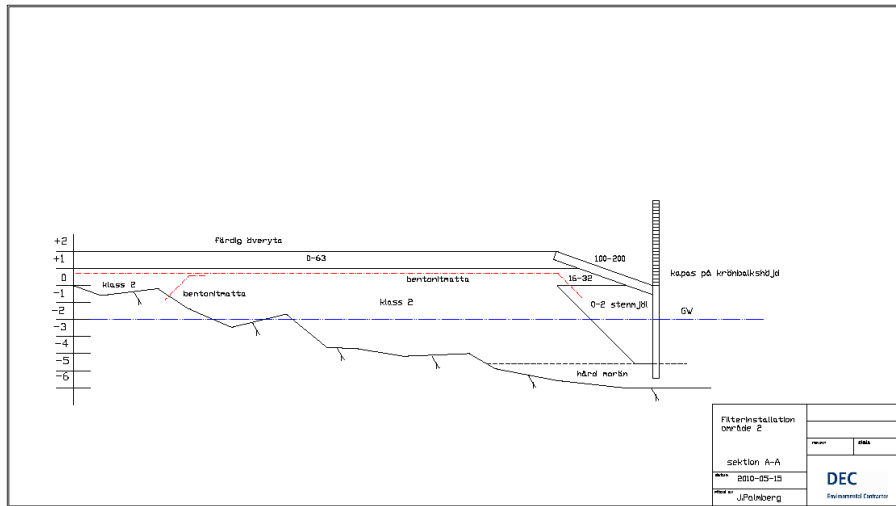 +2
färdig överyta
+1
0-63
100-200
0
bentonitmatta
16-32
kapas på krönbalkshöjd
klass 2
-1
bentonitmatta
klass 2
0-2 stenmjöl
-2
GW
-3
-4
-5
-6
hård morän
Filterinstallation
område 2
sektion A-A
2010-05-15
J.Palmberg
skala
DEC
Environmental Contractor